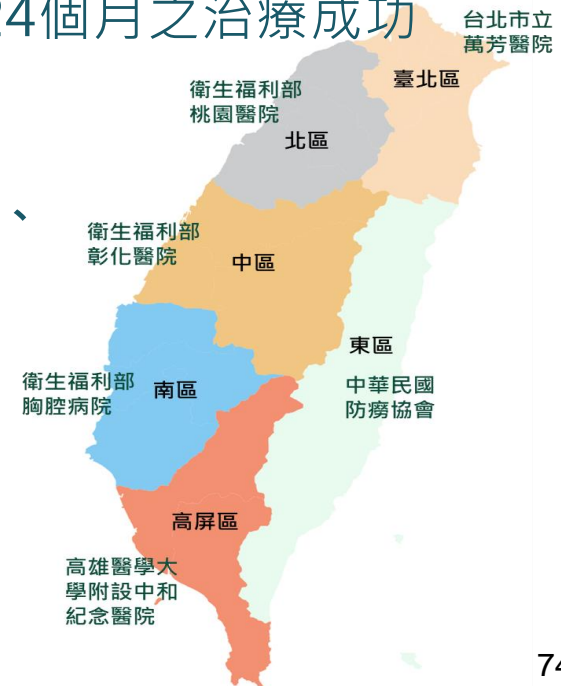 24個月之治療成功
台北市立
萬芳醫院
臺北區
衛生福利部
桃園醫院
北區
、
衛生福利部
彰化醫院
中區
東區
中華民國
防癆協會
衛生福利部
胸腔病院
南區
高屏區
高雄醫學大
學附設中和
紀念醫院
74